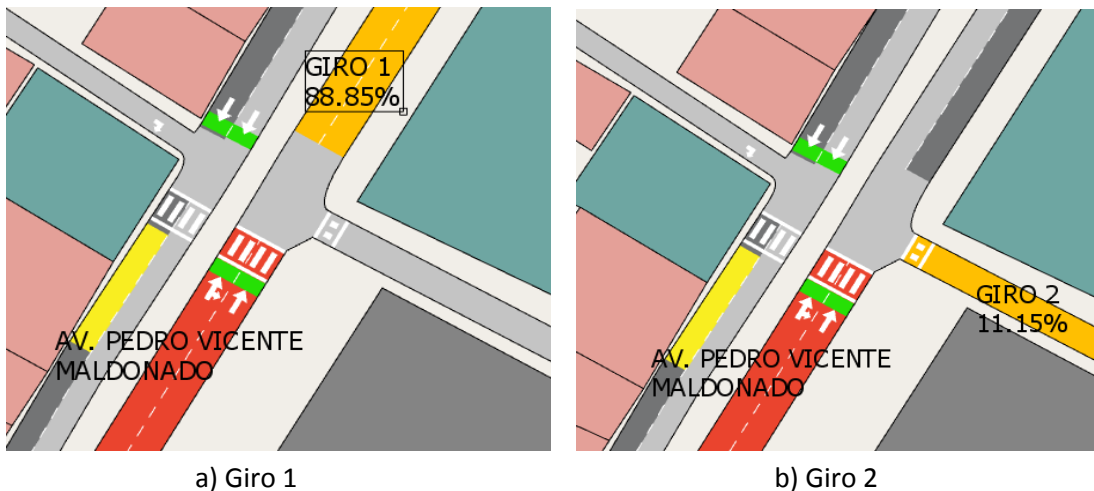 GIRO 1
88.85%
AV. PEDRO VICENTE
MALDONADO
a) Giro 1
GIRO 2
11.15%
AV. PEDRO VICENTE
MALDONADO
b) Giro 2